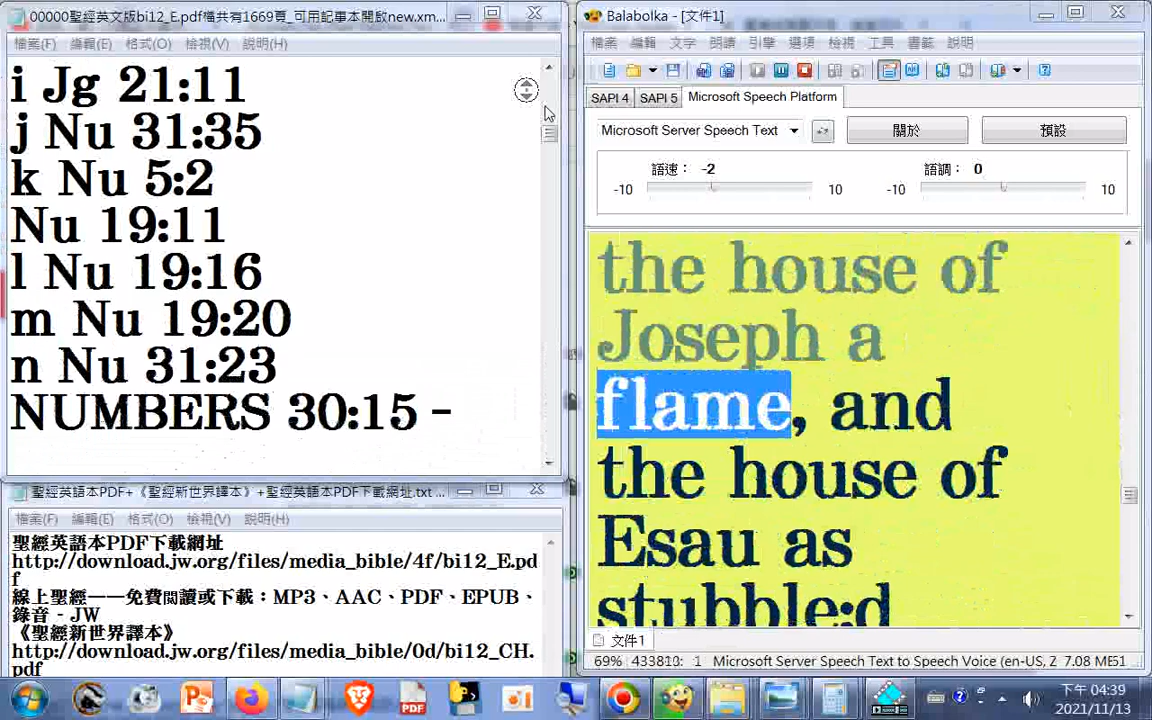 00000聖經英文版bi12_E.pdf檔共有1669頁_可用記事本開啟new.xm...
檔案(F) 編輯(E) 格式(O) 檢視(V) 說明(H)
i Jg 21:11
j Nu 31:35
k Nu 5:2
Nu 19:11
l Nu 19:16
m Nu 19:20
n Nu 31:23
NUMBERS 30:15 –
聖經英語本PDF+《聖經新世界譯本》+聖經英語本PDF下載網址.txt ...
檔案(F) 編輯(E) 格式(O) 檢視(V) 說明(H)
聖經英語本PDF下載網址
http://download.jw.org/files/media_bible/4f/bi12_E.pd
f
線上聖經——免費閱讀或下載：MP3、AAC、PDF、EPUB、
錄音 - JW
《聖經新世界譯本》
http://download.jw.org/files/media_bible/0d/bi12_CH.
pdf
Balabolka - [文件1]
檔案 編輯 文字 朗讀 引擎 選項 檢視 工具 書籤 說明
SAPI 4 SAPI 5 Microsoft Speech Platform
Microsoft Server Speech Text 關於 預設
語速： -2 語調： 0
-10 10 -10 10
the house of
Joseph a
flame, and
the house of
Esau as
stubble:d
文件1
69% 433810: 1 Microsoft Server Speech Text to Speech Voice (en-US, Z 7.08 ME51
PDF
下午 04:39
2021/11/13